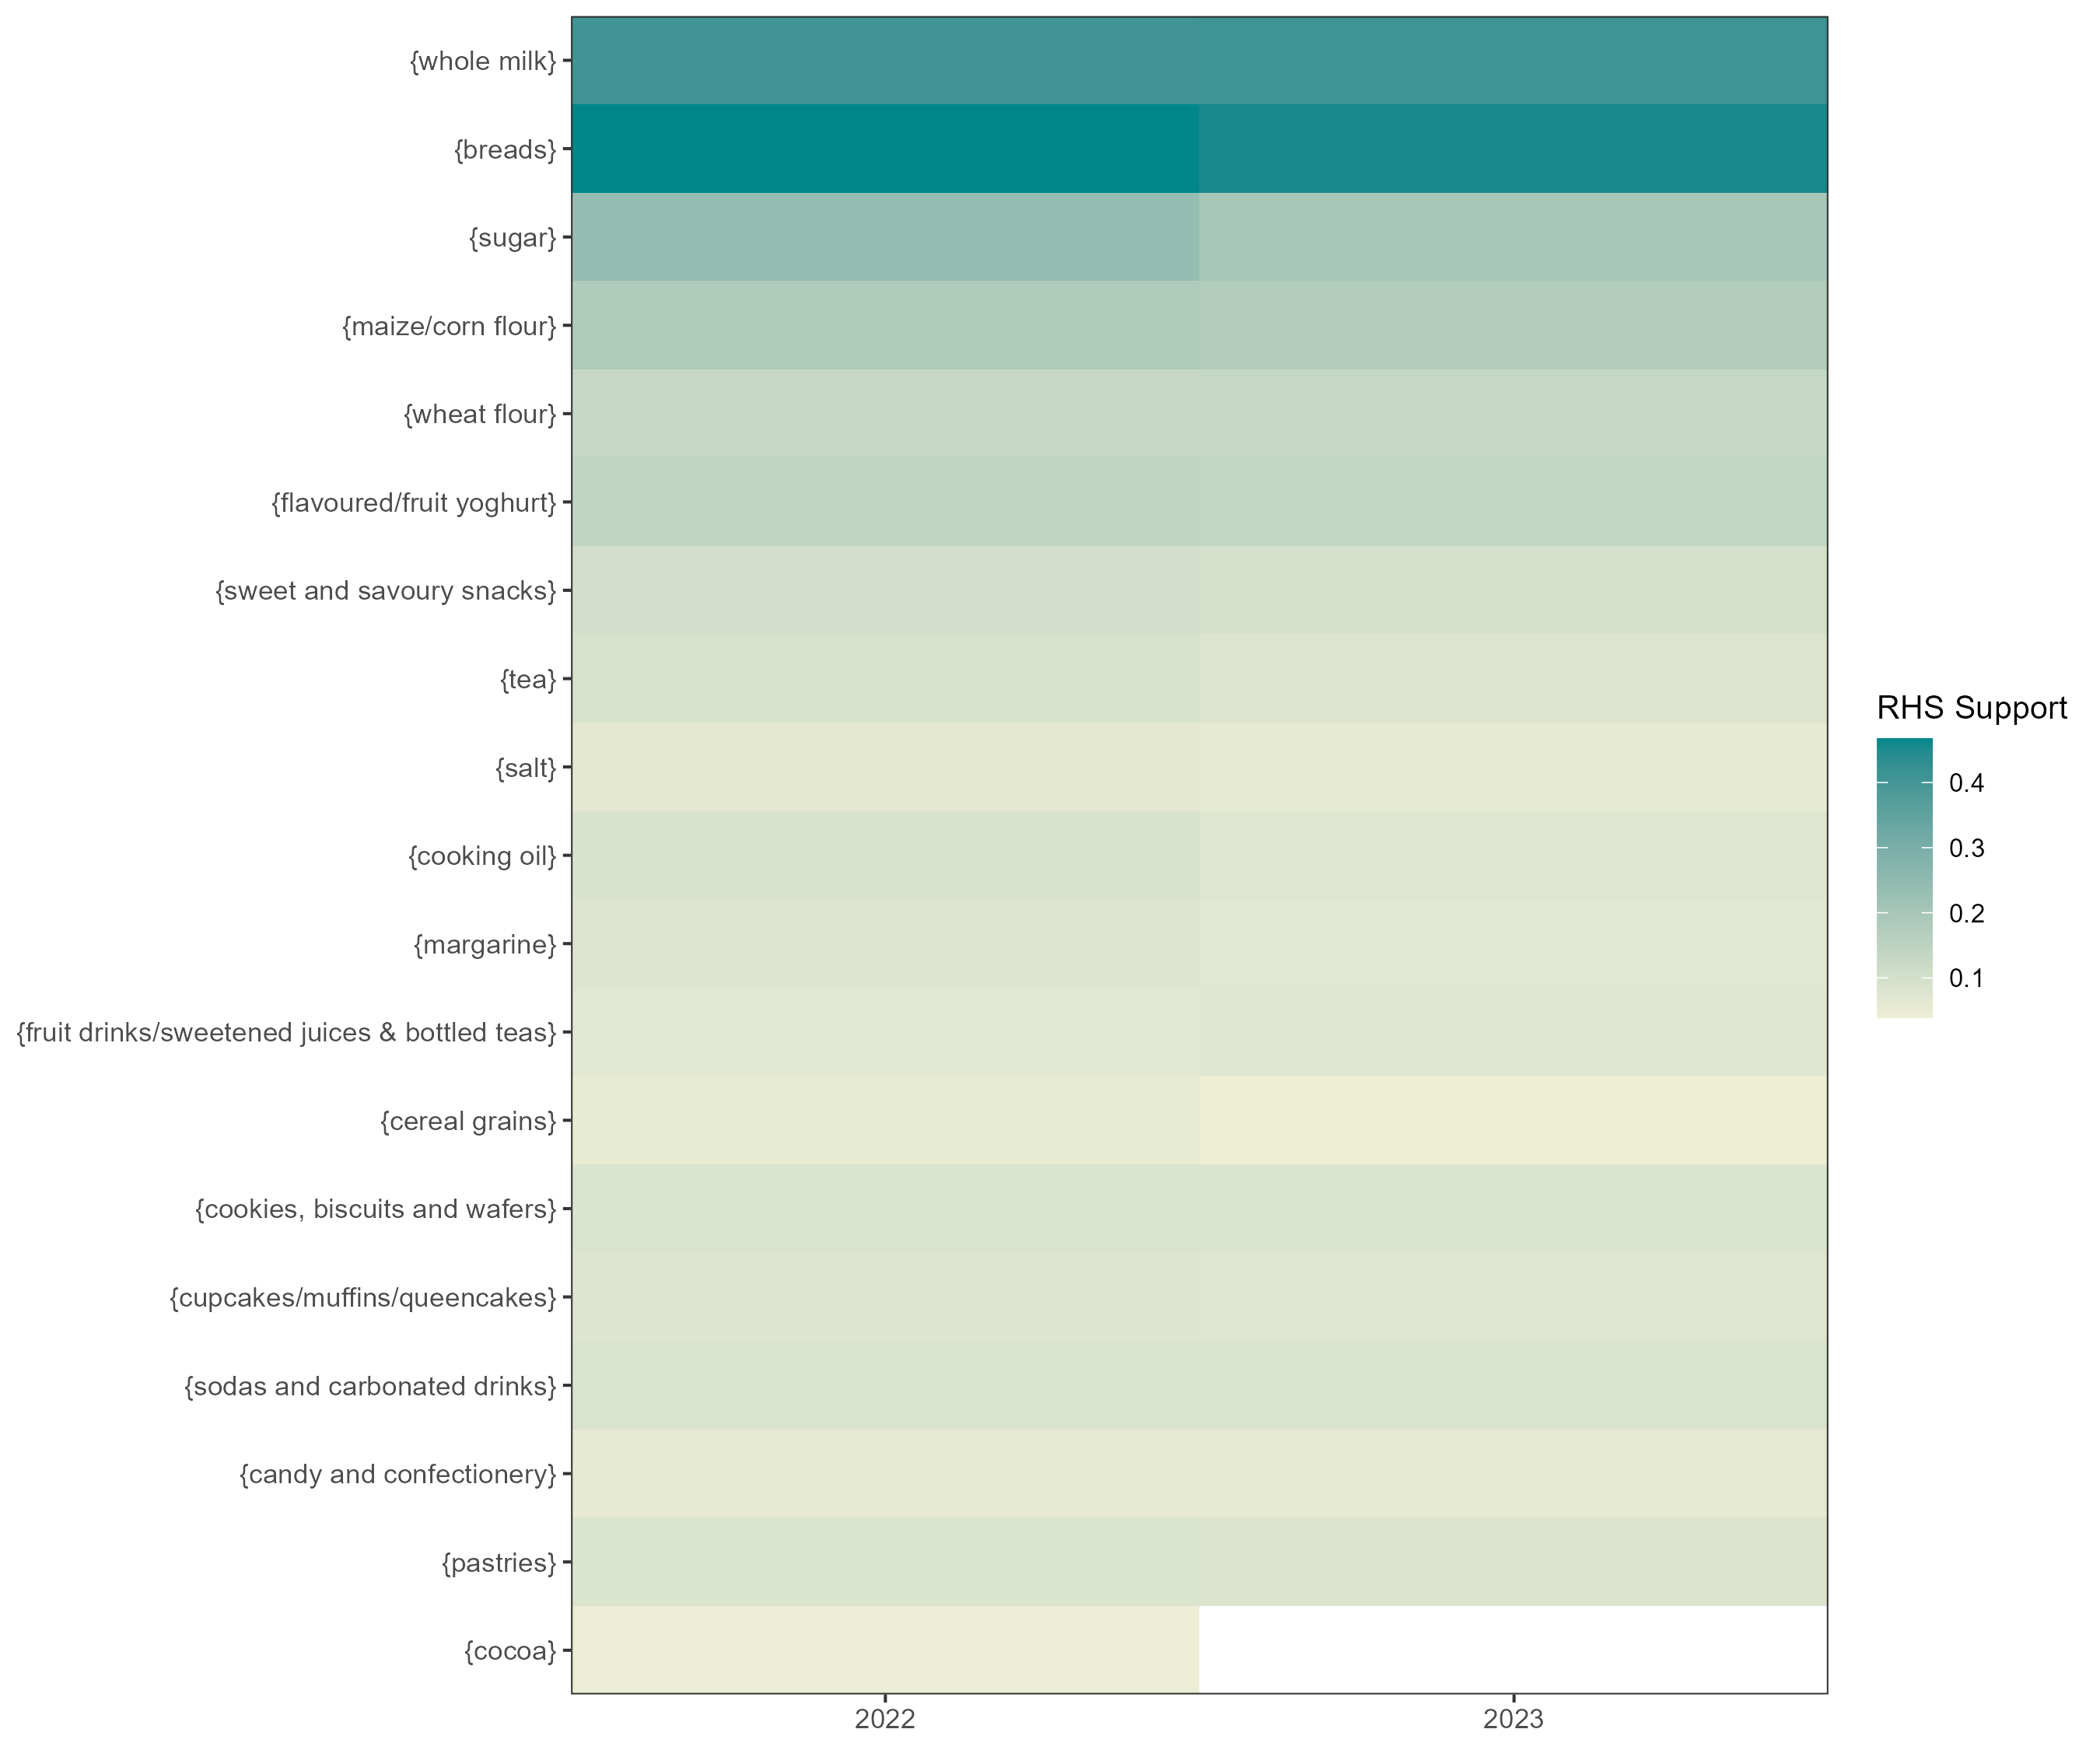 {whole milk}
{breads}
{sugar}
{maize/corn flour}
{wheat flour}
{flavoured/fruit yoghurt}
{sweet and savoury snacks}
{tea}
{salt}
{cooking oil}
{margarine}
{fruit drinks/sweetened juices & bottled teas}
{cereal grains}
{cookies, biscuits and wafers}
{cupcakes/muffins/queencakes}
{sodas and carbonated drinks}
{candy and confectionery}
{pastries}
{cocoa}
2022 2023
RHS Support
0.4
0.3
0.2
0.1